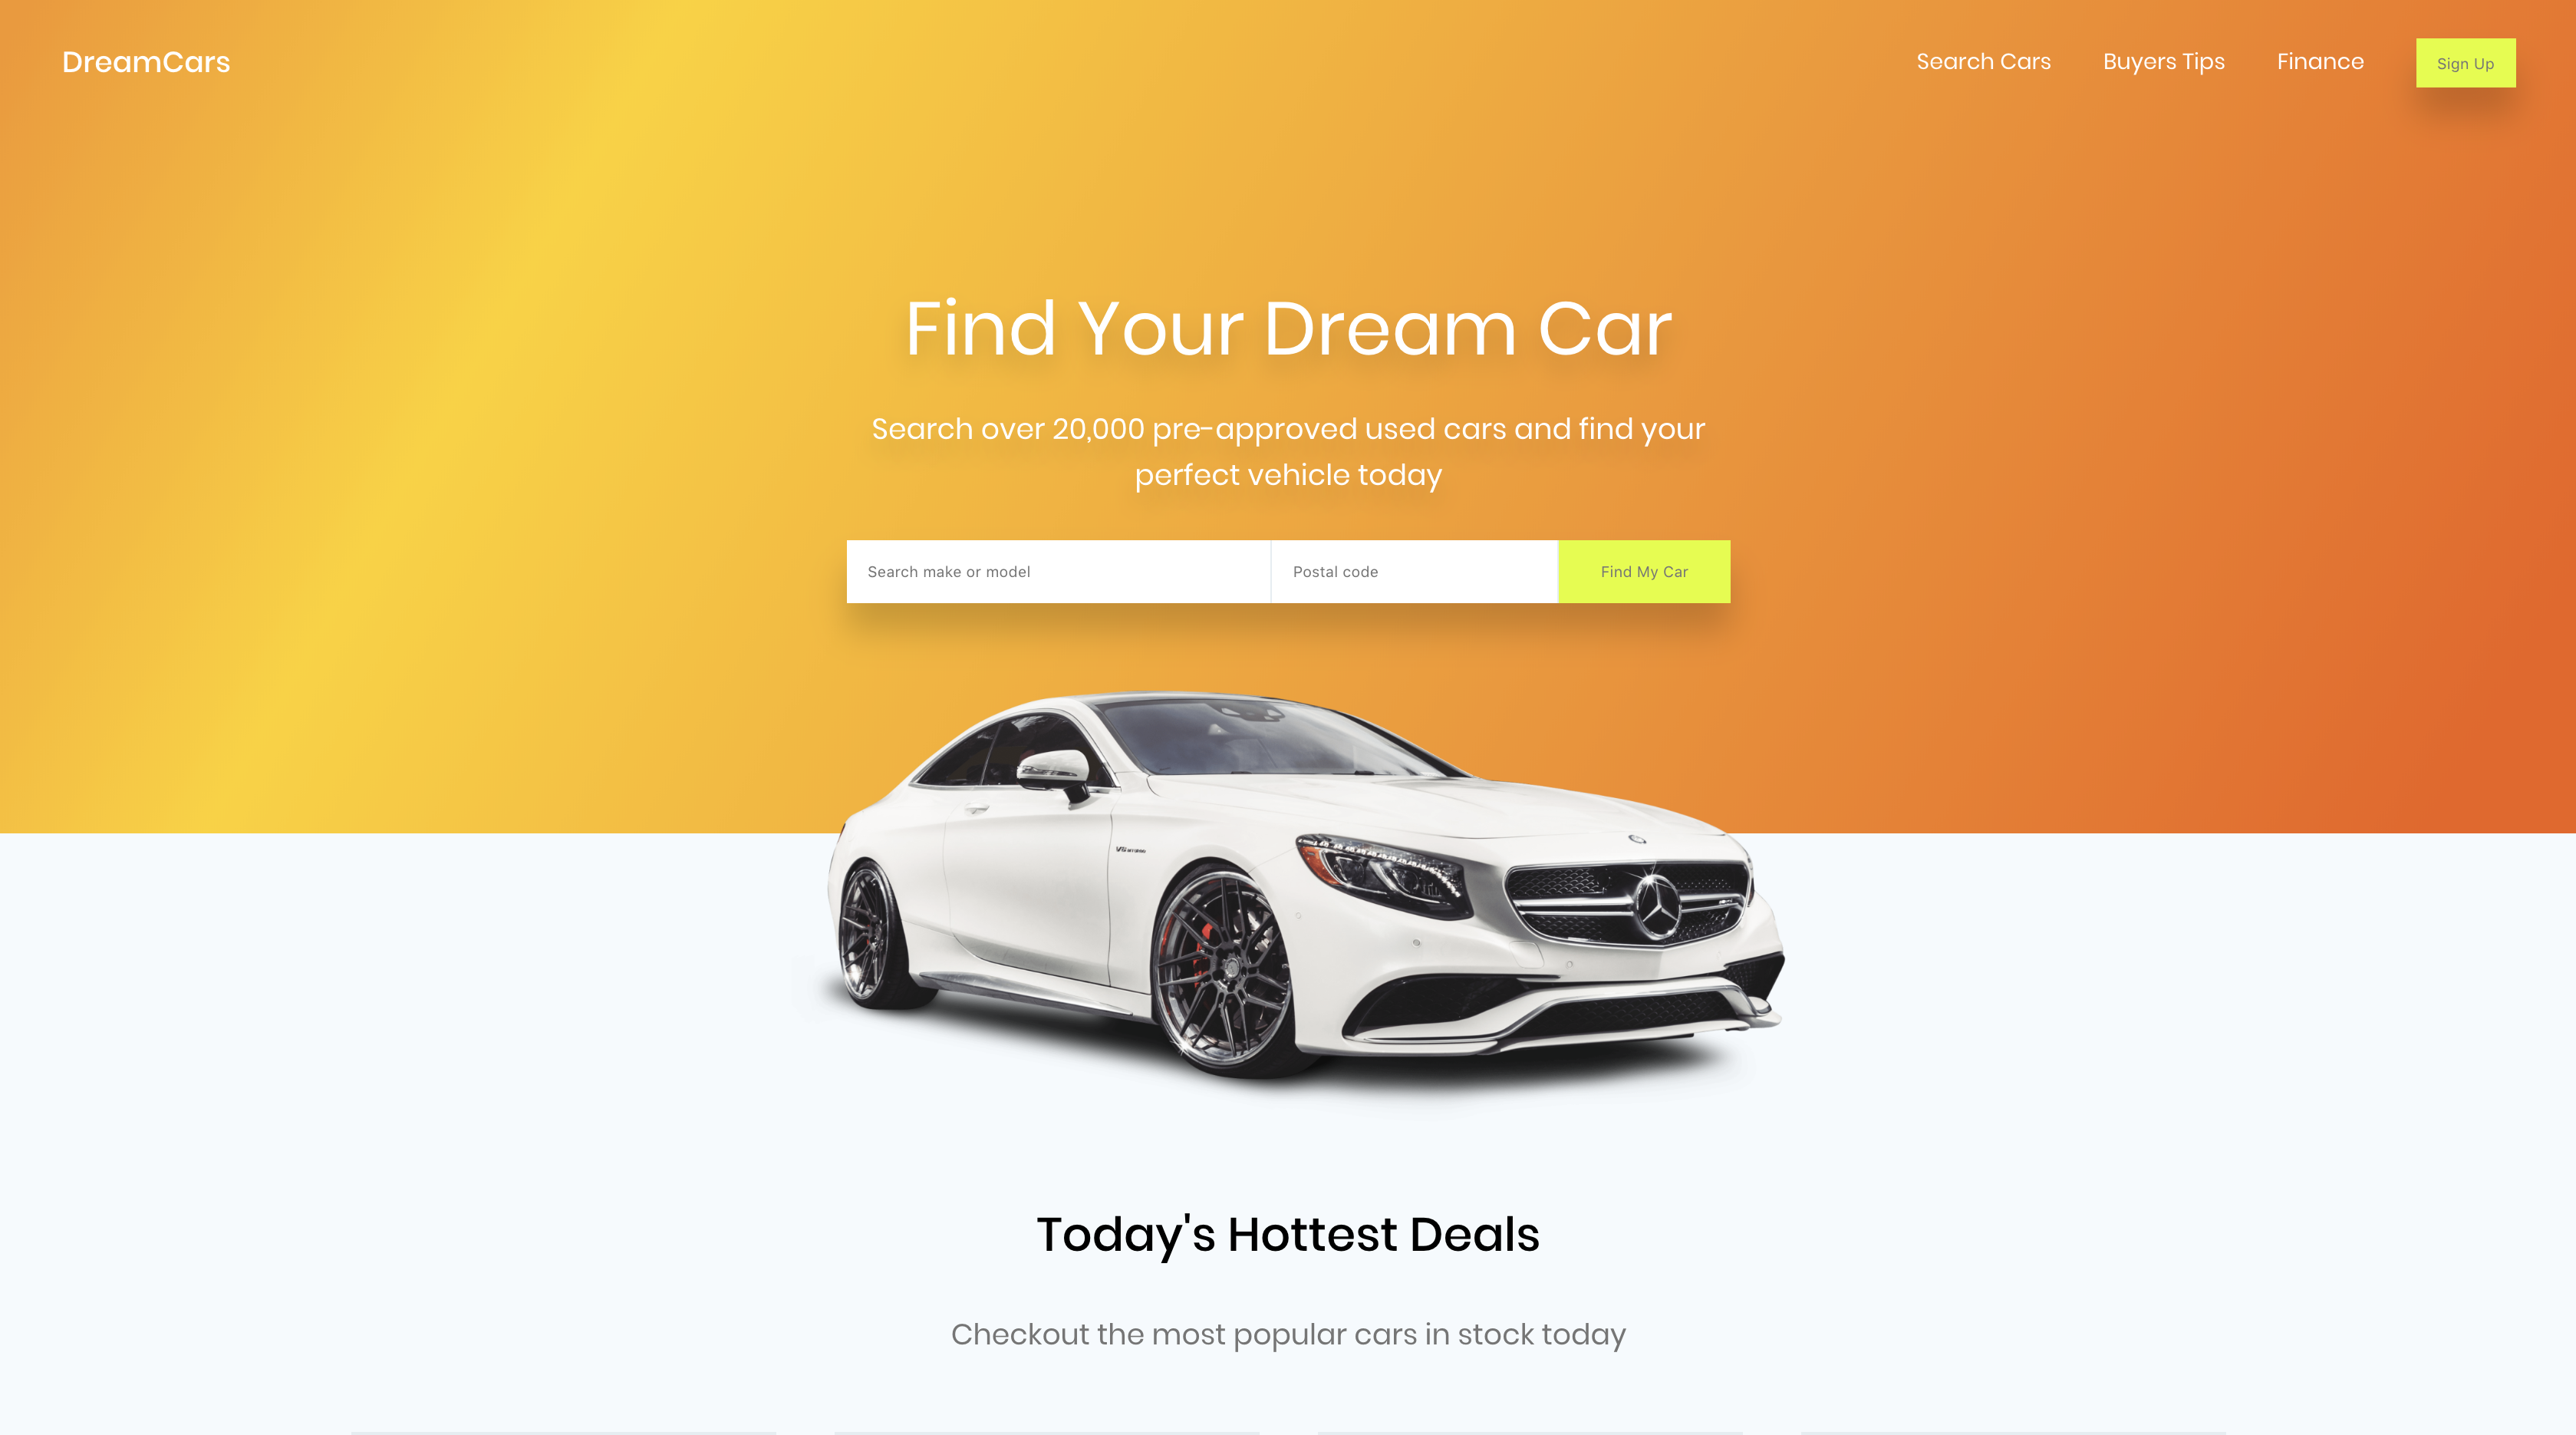 DreamCars
Search Cars
Buyers Tips
Finance
Sign Up
Find Your Dream Car
Search over 20,000 pre-approved used cars and find your
perfect vehicle today
Search make or model
Postal code
Find My Car
Today's Hottest Deals
Checkout the most popular cars in stock today